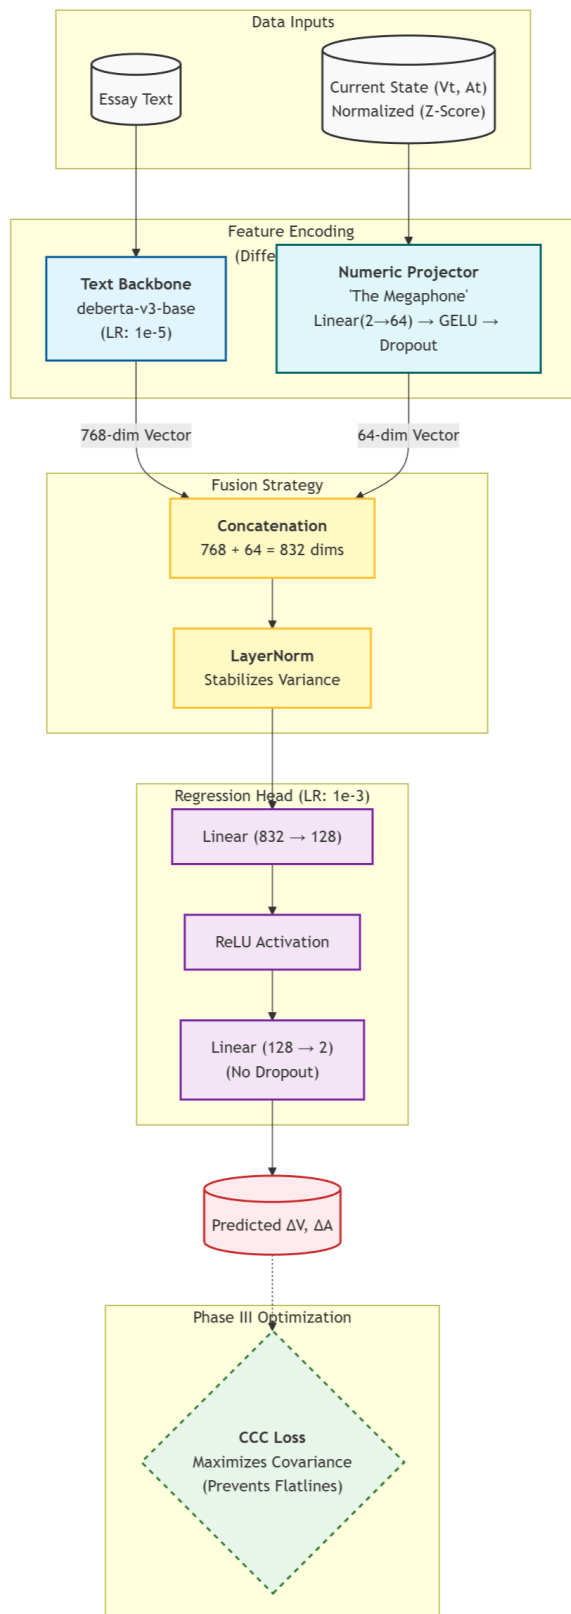 Data Inputs
Essay Text
Current State (Vt, At)
Normalized (Z-Score)
Feature Encoding
(Diffe
Text Backbone
deberta-v3-base
(LR: 1e-5)
Numeric Projector
'The Megaphone'
Linear(2→64) → GELU →
Dropout
768-dim Vector
64-dim Vector
Fusion Strategy
Concatenation
768 + 64 = 832 dims
LayerNorm
Stabilizes Variance
Regression Head (LR: 1e-3)
Linear (832 → 128)
ReLU Activation
Linear (128 → 2)
(No Dropout)
Predicted ΔV, ΔA
Phase III Optimization
CCC Loss
Maximizes Covariance
(Prevents Flatlines)